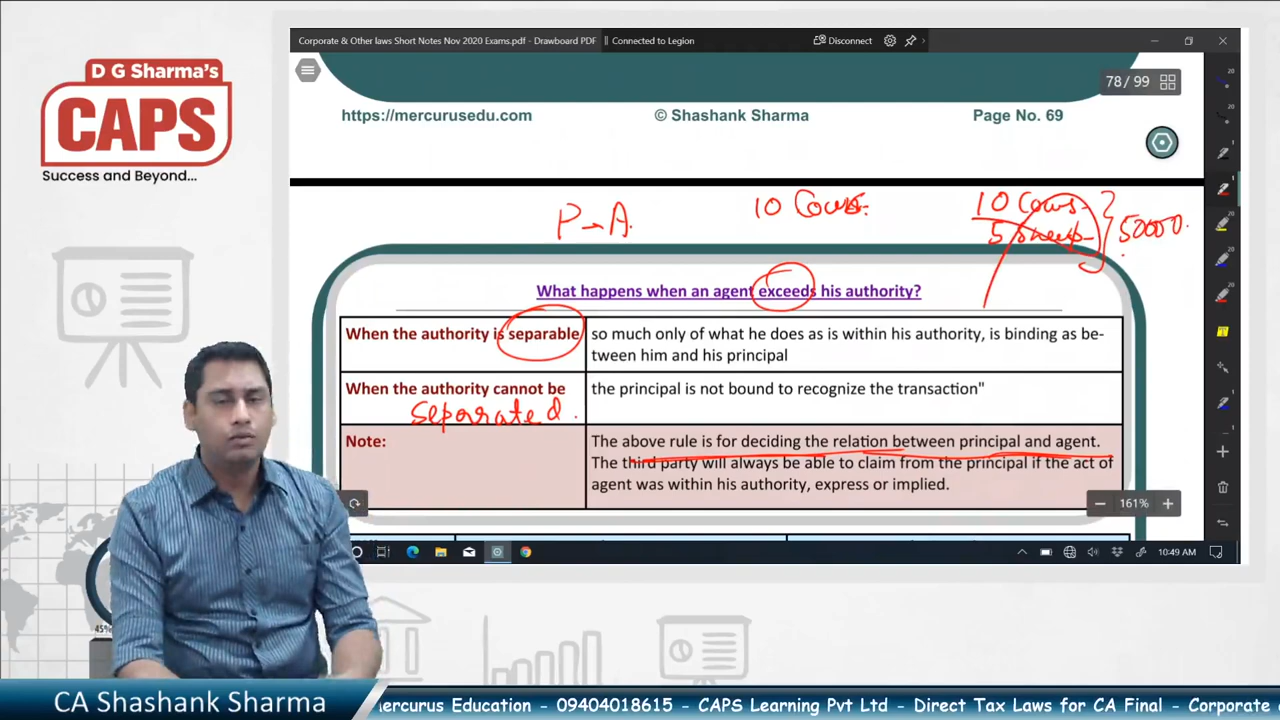 D G Sharma's
CAPS
Success and Beyond...
Corporate & Other laws Short Notes Nov 2020 Exams.pdf - Drawboard PDF
Connected to Legion
Disconnect
78 / 99
https://mercurusedu.com
© Shashank Sharma
Page No. 69
P → A.
10 Cows.
10 Cows
5 sheep
50000.
What happens when an agent exceeds his authority?
When the authority is separable
so much only of what he does as is within his authority, is binding as be-
tween him and his principal
When the authority cannot be
separated.
the principal is not bound to recognize the transaction"
Note:
The above rule is for deciding the relation between principal and agent.
The third party will always be able to claim from the principal if the act of
agent was within his authority, express or implied.
161%
10:49 AM
45%
CA Shashank Sharma
Mercurus Education - 09404018615 - CAPS Learning Pvt Ltd - Direct Tax Laws for CA Final - Corporate